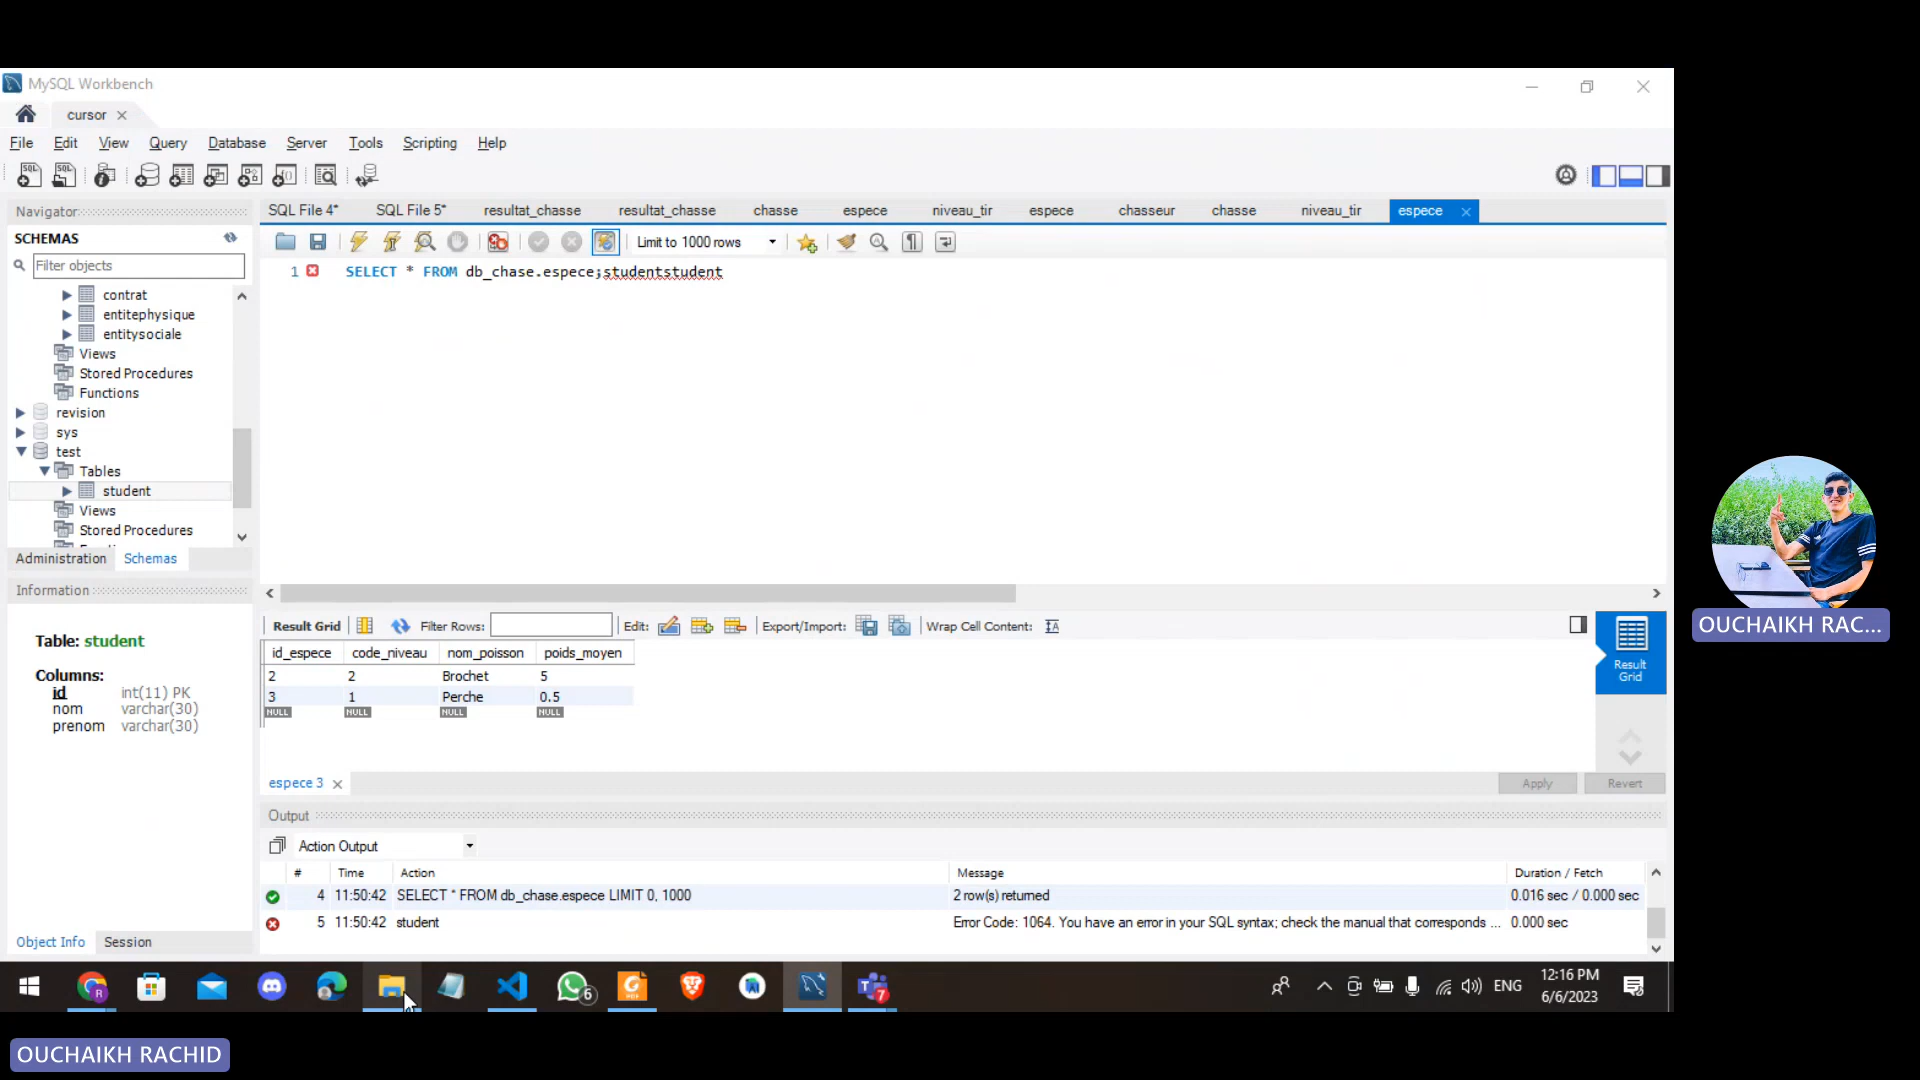 MySQL Workbench
cursor
File Edit View Query Database Server Tools Scripting Help
Navigator
SCHEMAS
Filter objects
contrat
entitephysique
entitysociale
Views
Stored Procedures
Functions
revision
sys
test
Tables
student
Views
Stored Procedures
Administration Schemas
Information
Table: student
Columns:
id int(11) PK
nom varchar(30)
prenom varchar(30)
Object Info Session
SQL File 4* SQL File 5* resultat_chasse resultat_chasse chasse espece niveau_tir espece chasseur chasse niveau_tir espece
Limit to 1000 rows
1 SELECT * FROM db_chase.espece;studentstudent
Result Grid Filter Rows: Edit: Export/Import: Wrap Cell Content:
id_espece code_niveau nom_poisson poids_moyen
2 2 Brochet 5
3 1 Perche 0.5
NULL NULL NULL NULL
Result
Grid
espece 3
Apply Revert
Output
Action Output
# Time Action Message Duration / Fetch
4 11:50:42 SELECT * FROM db_chase.espece LIMIT 0, 1000 2 row(s) returned 0.016 sec / 0.000 sec
5 11:50:42 student Error Code: 1064. You have an error in your SQL syntax; check the manual that corresponds ... 0.000 sec
6
7
ENG
12:16 PM
6/6/2023
OUCHAIKH RAC...
OUCHAIKH RACHID